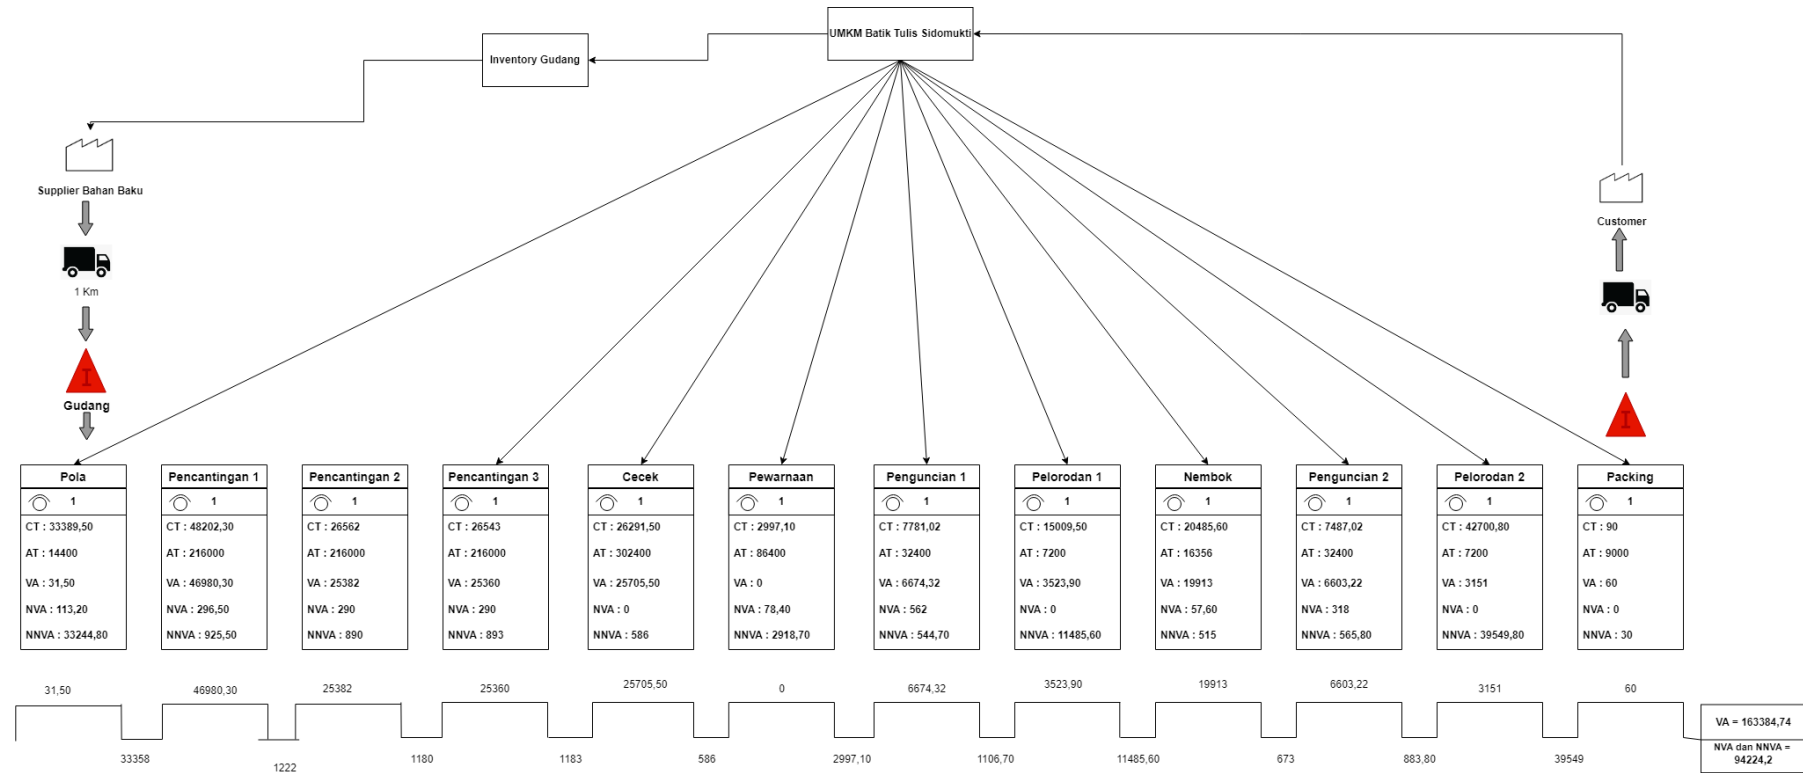 UMKM Batik Tulis Sidomukti
Inventory Gudang
Supplier Bahan Baku
1 Km
I
Gudang
Customer
I
Pola
1
CT : 33389,50
AT : 14400
VA : 31,50
NVA : 113,20
NNVA : 33244,80
Pencantingan 1
1
CT : 48202,30
AT : 216000
VA : 46980,30
NVA : 296,50
NNVA : 925,50
Pencantingan 2
1
CT : 26562
AT : 216000
VA : 25382
NVA : 290
NNVA : 890
Pencantingan 3
1
CT : 26543
AT : 216000
VA : 25360
NVA : 290
NNVA : 893
Cecek
1
CT : 26291,50
AT : 302400
VA : 25705,50
NVA : 0
NNVA : 586
Pewarnaan
1
CT : 2997,10
AT : 86400
VA : 0
NVA : 78,40
NNVA : 2918,70
Penguncian 1
1
CT : 7781,02
AT : 32400
VA : 6674,32
NVA : 562
NNVA : 544,70
Pelorodan 1
1
CT : 15009,50
AT : 7200
VA : 3523,90
NVA : 0
NNVA : 11485,60
Nembok
1
CT : 20485,60
AT : 16356
VA : 19913
NVA : 57,60
NNVA : 515
Penguncian 2
1
CT : 7487,02
AT : 32400
VA : 6603,22
NVA : 318
NNVA : 565,80
Pelorodan 2
1
CT : 42700,80
AT : 7200
VA : 3151
NVA : 0
NNVA : 39549,80
Packing
1
CT : 90
AT : 9000
VA : 60
NVA : 0
NNVA : 30
31,50
46980,30
25382
25360
25705,50
0
6674,32
3523,90
19913
6603,22
3151
60
33358
1222
1180
1183
586
2997,10
1106,70
11485,60
673
883,80
39549
VA = 163384,74
NVA dan NNVA =
94224,2